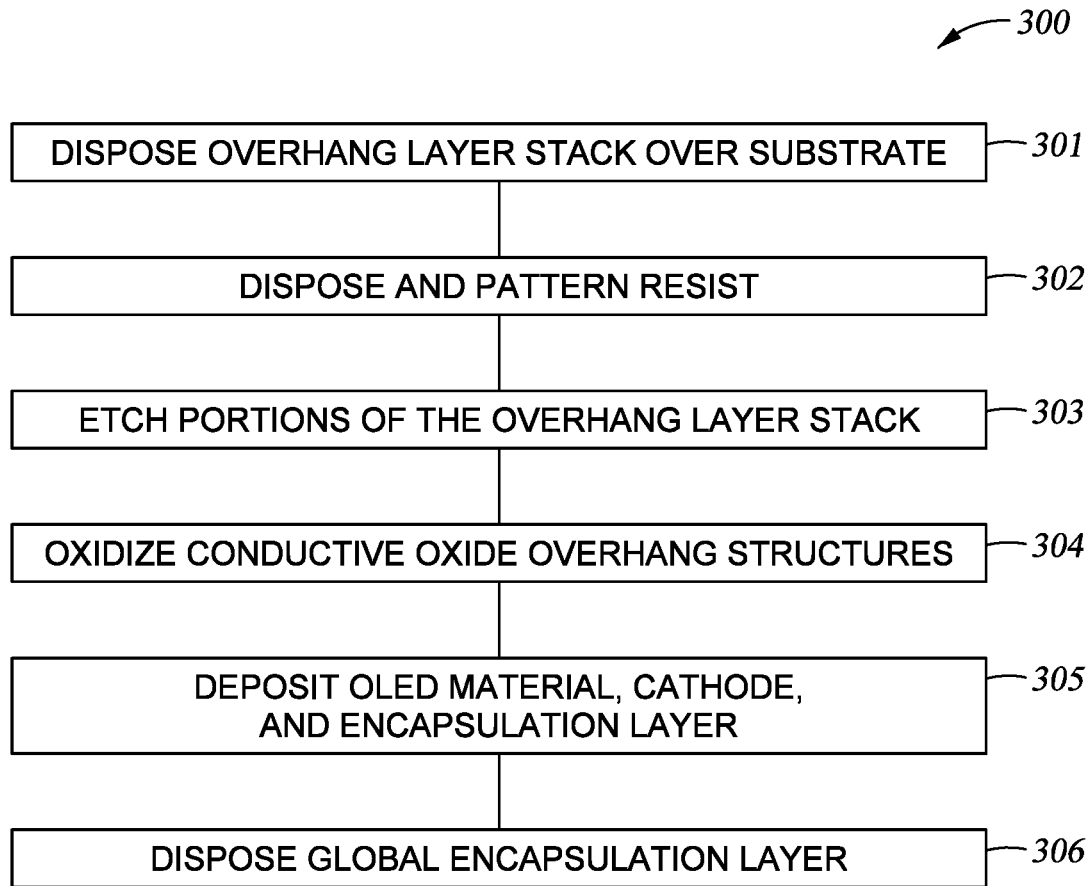 300
DISPOSE OVERHANG LAYER STACK OVER SUBSTRATE
301
DISPOSE AND PATTERN RESIST
302
ETCH PORTIONS OF THE OVERHANG LAYER STACK
303
OXIDIZE CONDUCTIVE OXIDE OVERHANG STRUCTURES
304
DEPOSIT OLED MATERIAL, CATHODE,
AND ENCAPSULATION LAYER
305
DISPOSE GLOBAL ENCAPSULATION LAYER
306